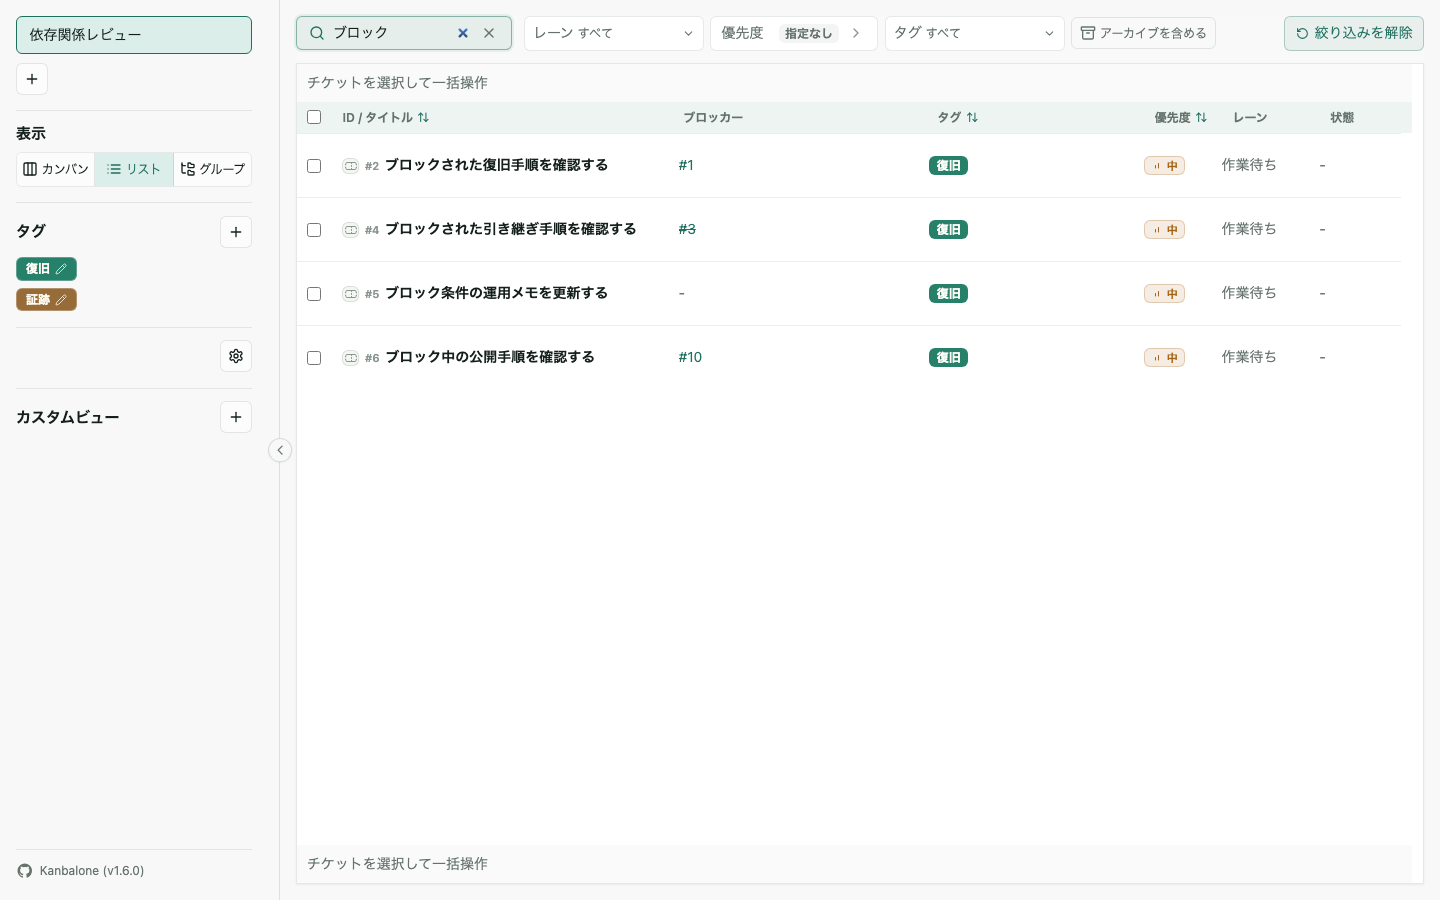 依存関係レビュー
表示
カンバン リスト グループ
タグ
復旧
証跡
カスタムビュー
Kanbalone (v1.6.0)
ブロック
レーン すべて
優先度 指定なし
タグ すべて
アーカイブを含める
絞り込みを解除
チケットを選択して一括操作
ID / タイトル ブロッカー タグ 優先度 レーン 状態
#2 ブロックされた復旧手順を確認する #1 復旧 中 作業待ち -
#4 ブロックされた引き継ぎ手順を確認する #3 復旧 中 作業待ち -
#5 ブロック条件の運用メモを更新する - 復旧 中 作業待ち -
#6 ブロック中の公開手順を確認する #10 復旧 中 作業待ち -
チケットを選択して一括操作